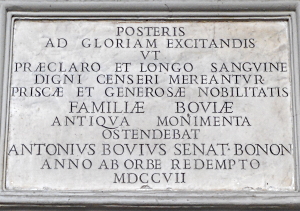 POSTERIS
AD GLORIAM EXCITANDIS
VT
PRÆCLARO ET LONGO SANGVINE
DIGNI CENSERI MEREANTVR
PRISCÆ ET GENEROSÆ NOBILITATIS
FAMILIÆ BOVIÆ
ANTIQVA MONIMENTA
OSTENDEBAT
ANTONIVS BOVIVS SENAT· BONON
ANNO AB ORBE REDEMPTO
MDCCVII